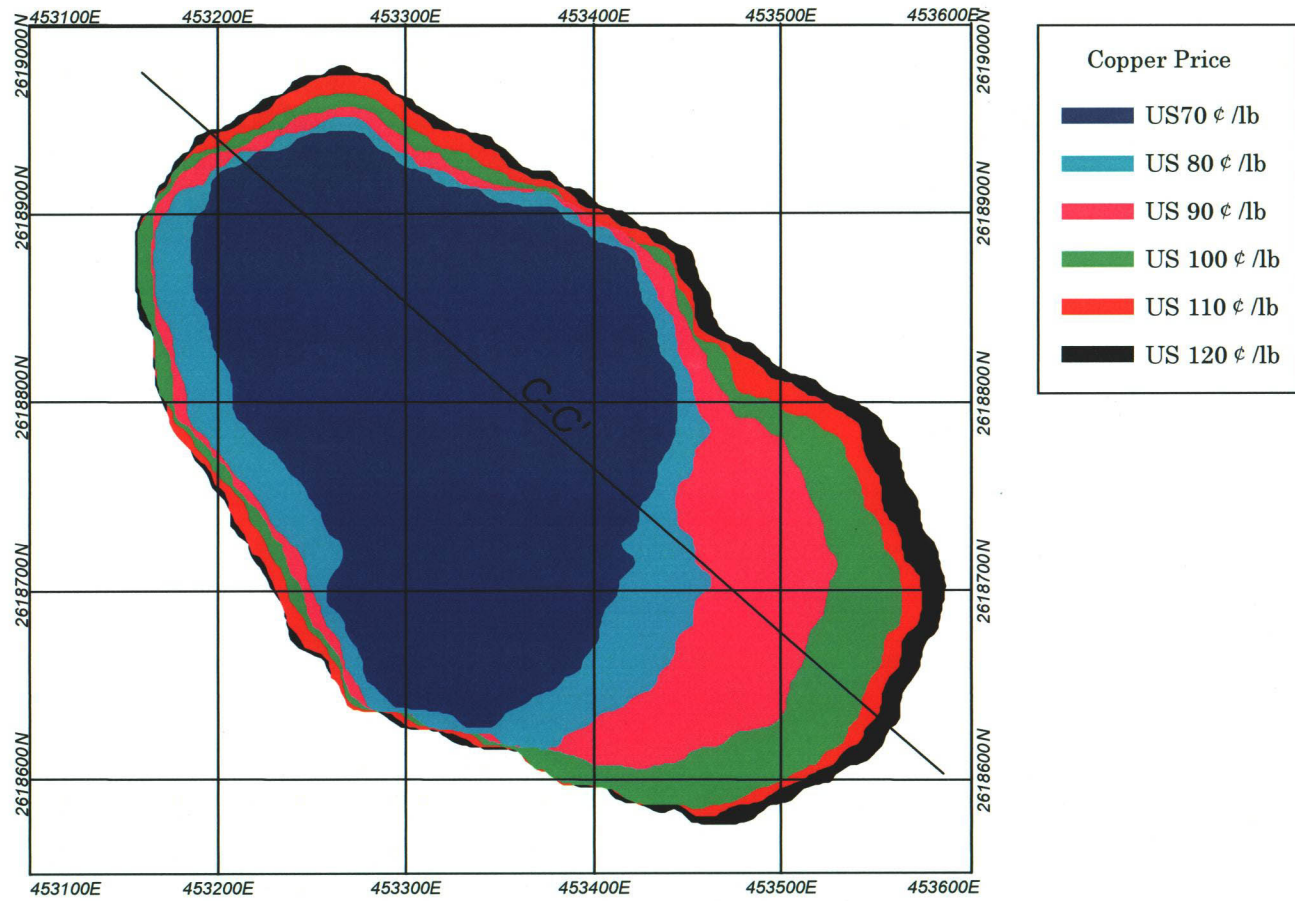 453100E 453200E 453300E 453400E 453500E 453600E
2619000N 2619000N
Copper Price
US70 ¢ /lb
US 80 ¢ /lb
US 90 ¢ /lb
US 100 ¢ /lb
US 110 ¢ /lb
US 120 ¢ /lb
2618900N 2618900N
2618800N 2618800N
C-C'
2618700N 2618700N
2618600N 2618600N
453100E 453200E 453300E 453400E 453500E 453600E